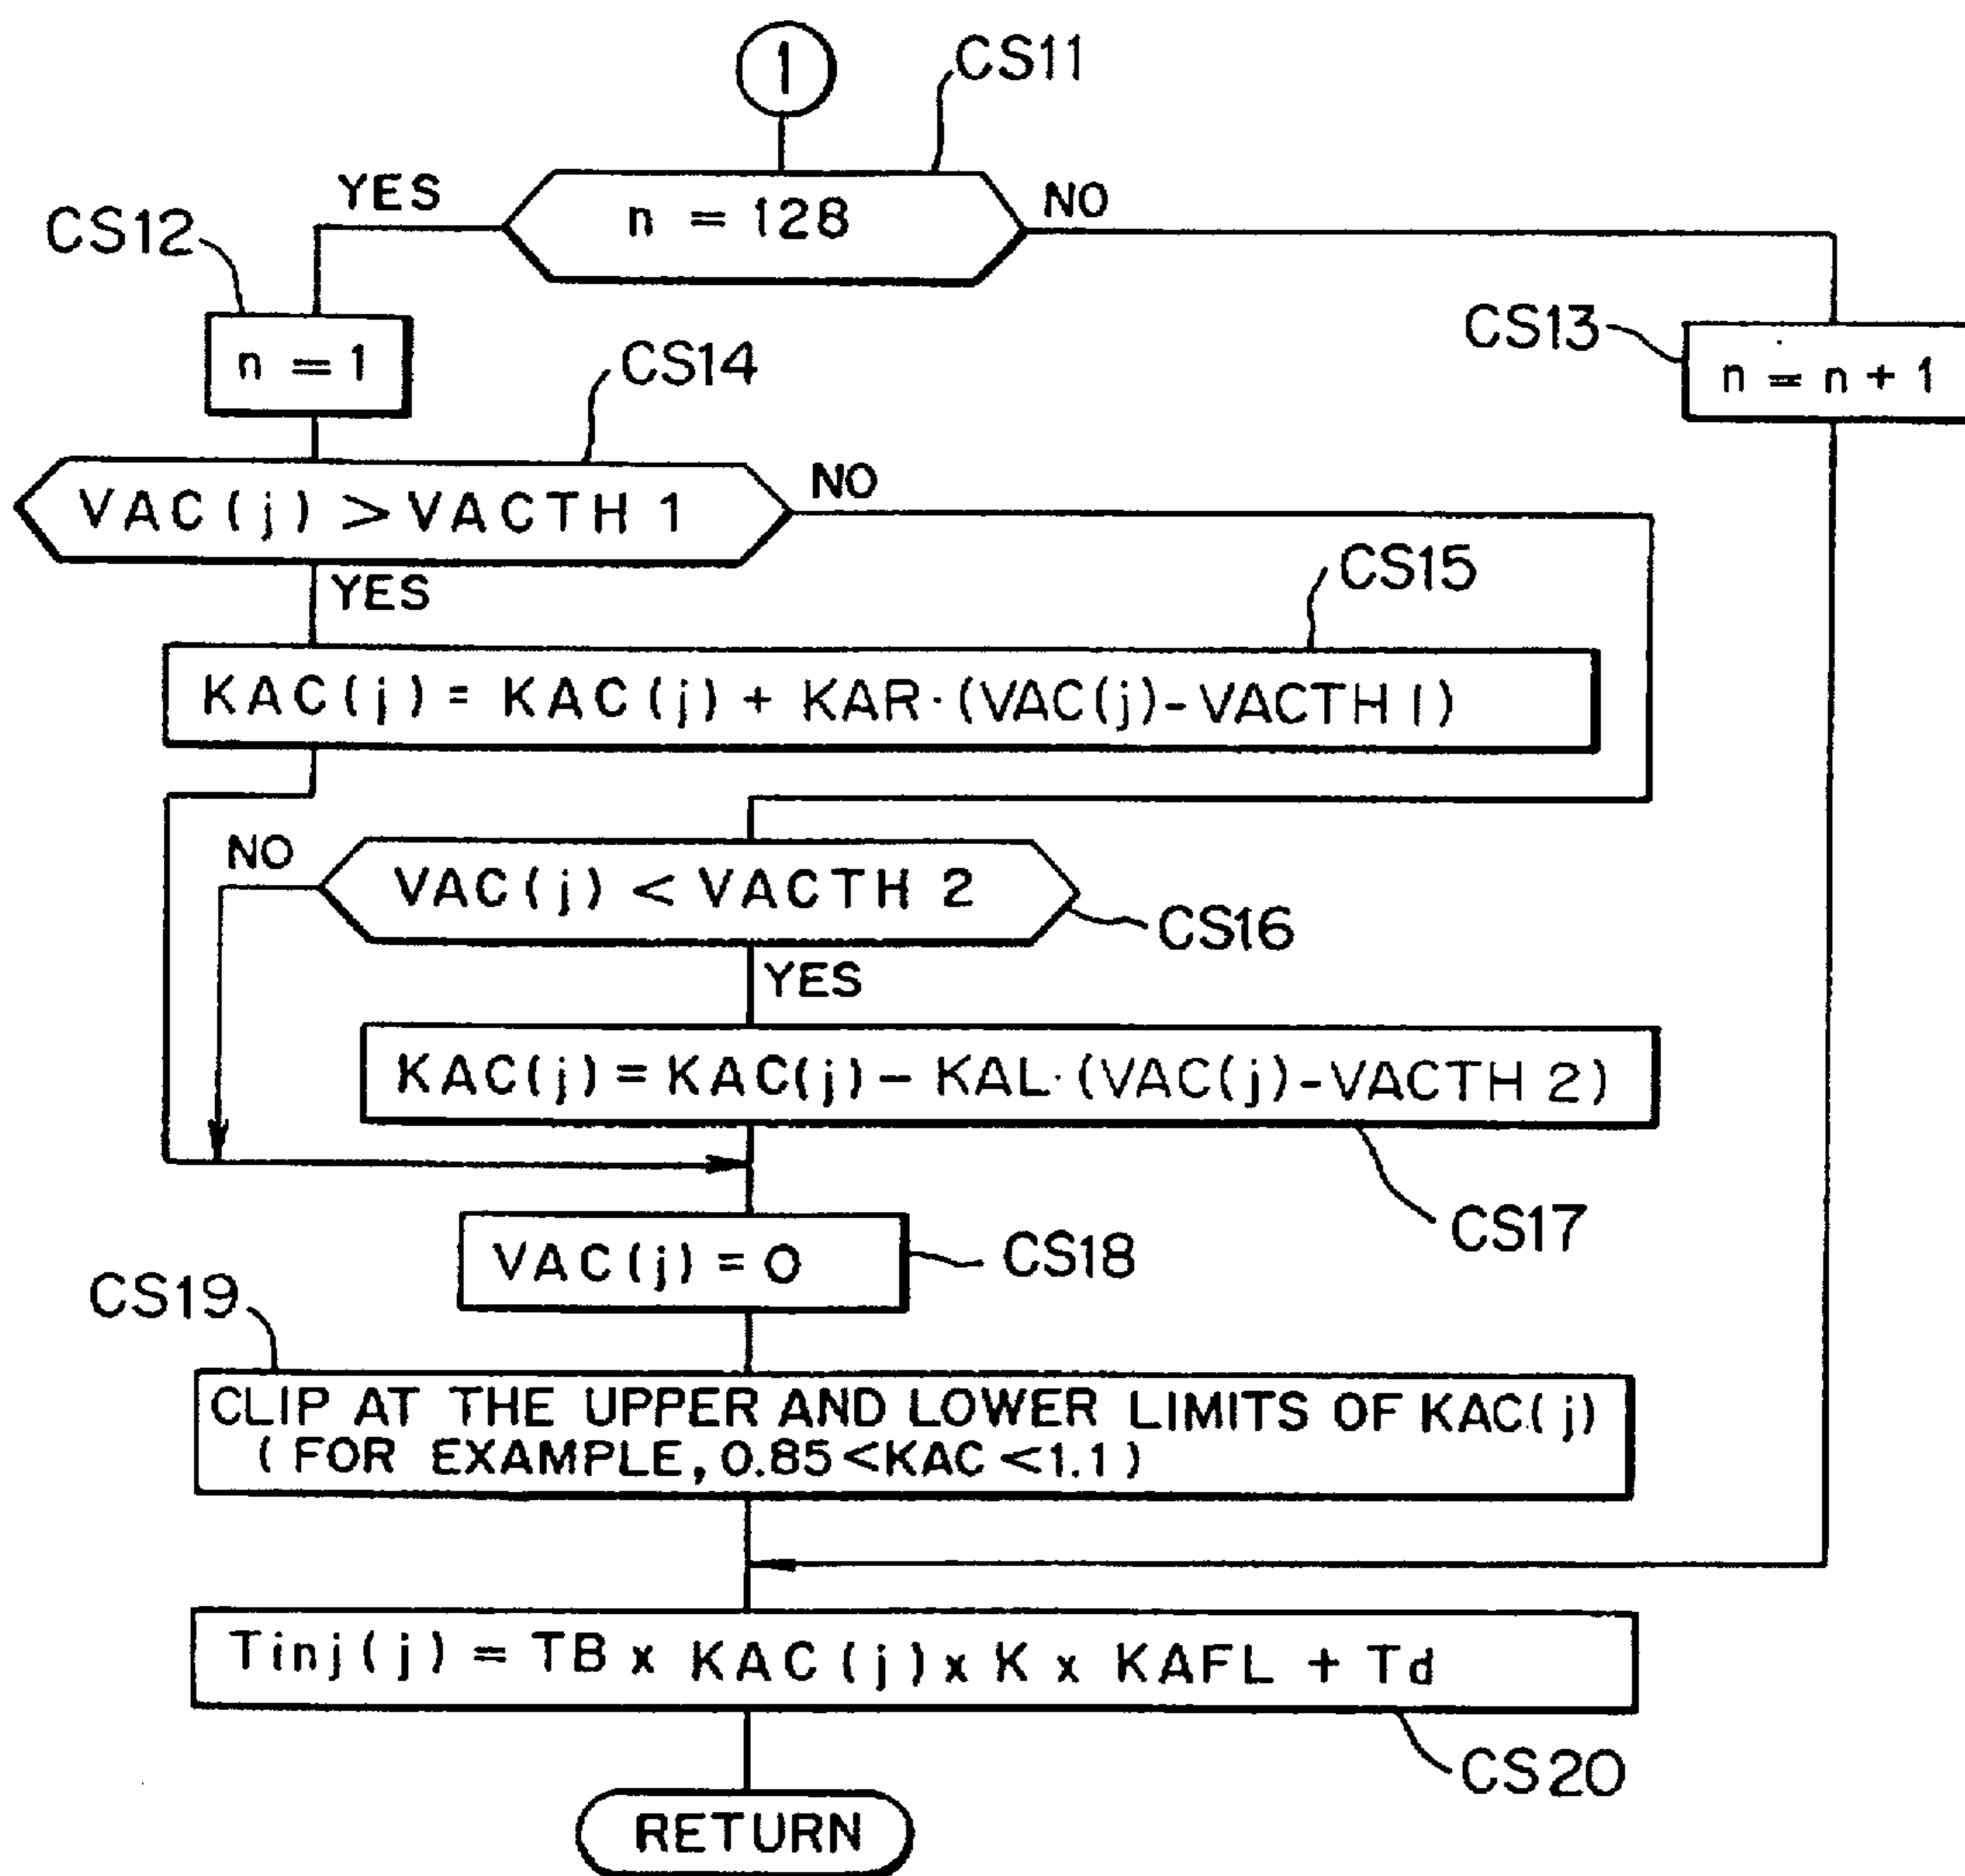 1
CS11
YES
n = 128
NO
CS12
n = 1
CS13
n = n + 1
CS14
VAC(j) > VACTH 1
NO
YES
CS15
KAC(j) = KAC(j) + KAR·(VAC(j)-VACTH 1)
NO
VAC(j) < VACTH 2
CS16
YES
KAC(j) = KAC(j) - KAL·(VAC(j)-VACTH 2)
CS17
VAC(j) = 0
CS18
CS19
CLIP AT THE UPPER AND LOWER LIMITS OF KAC(j)
(FOR EXAMPLE, 0.85<KAC<1.1)
Tinj(j) = TB x KAC(j) x K x KAFL + Td
CS20
RETURN